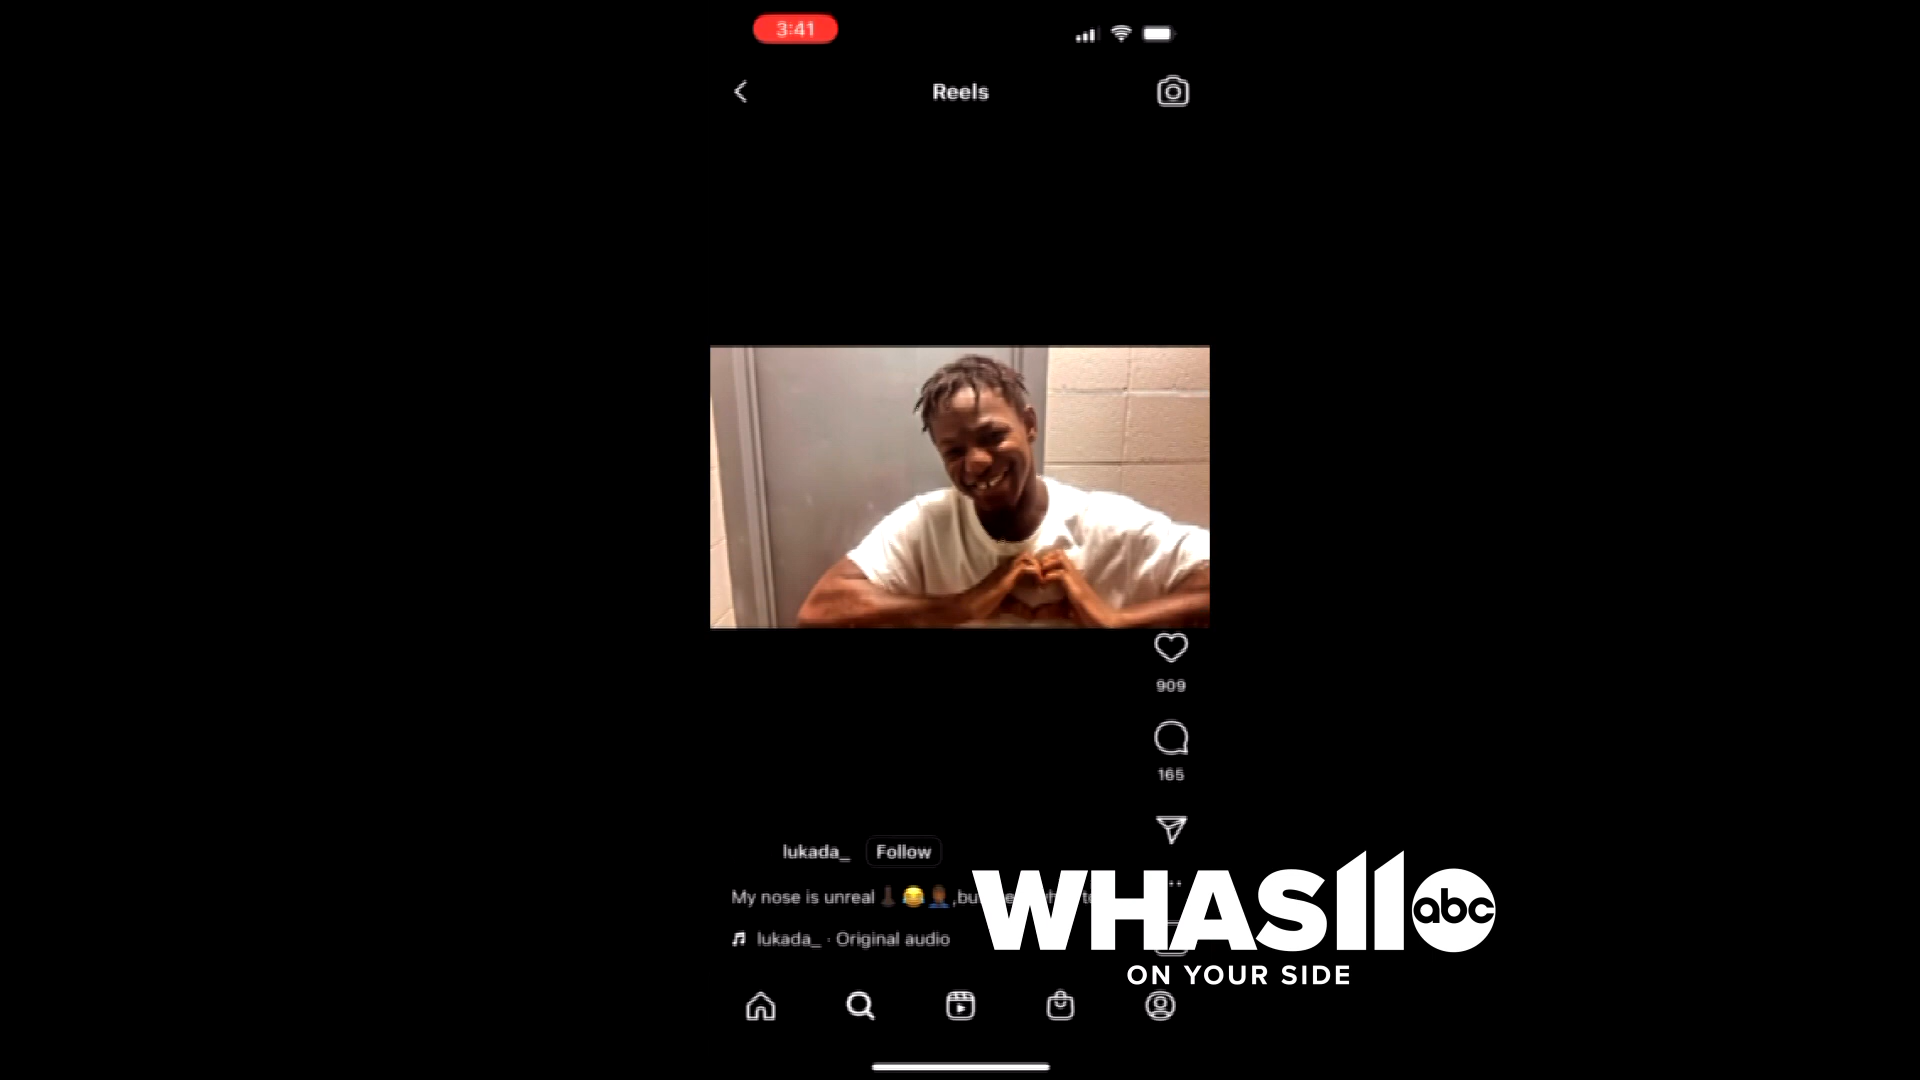 3:41
Reels
909
165
lukada_ Follow
My nose is unreal ,bu
lukada_ · Original audio
WHAS11 abc
ON YOUR SIDE